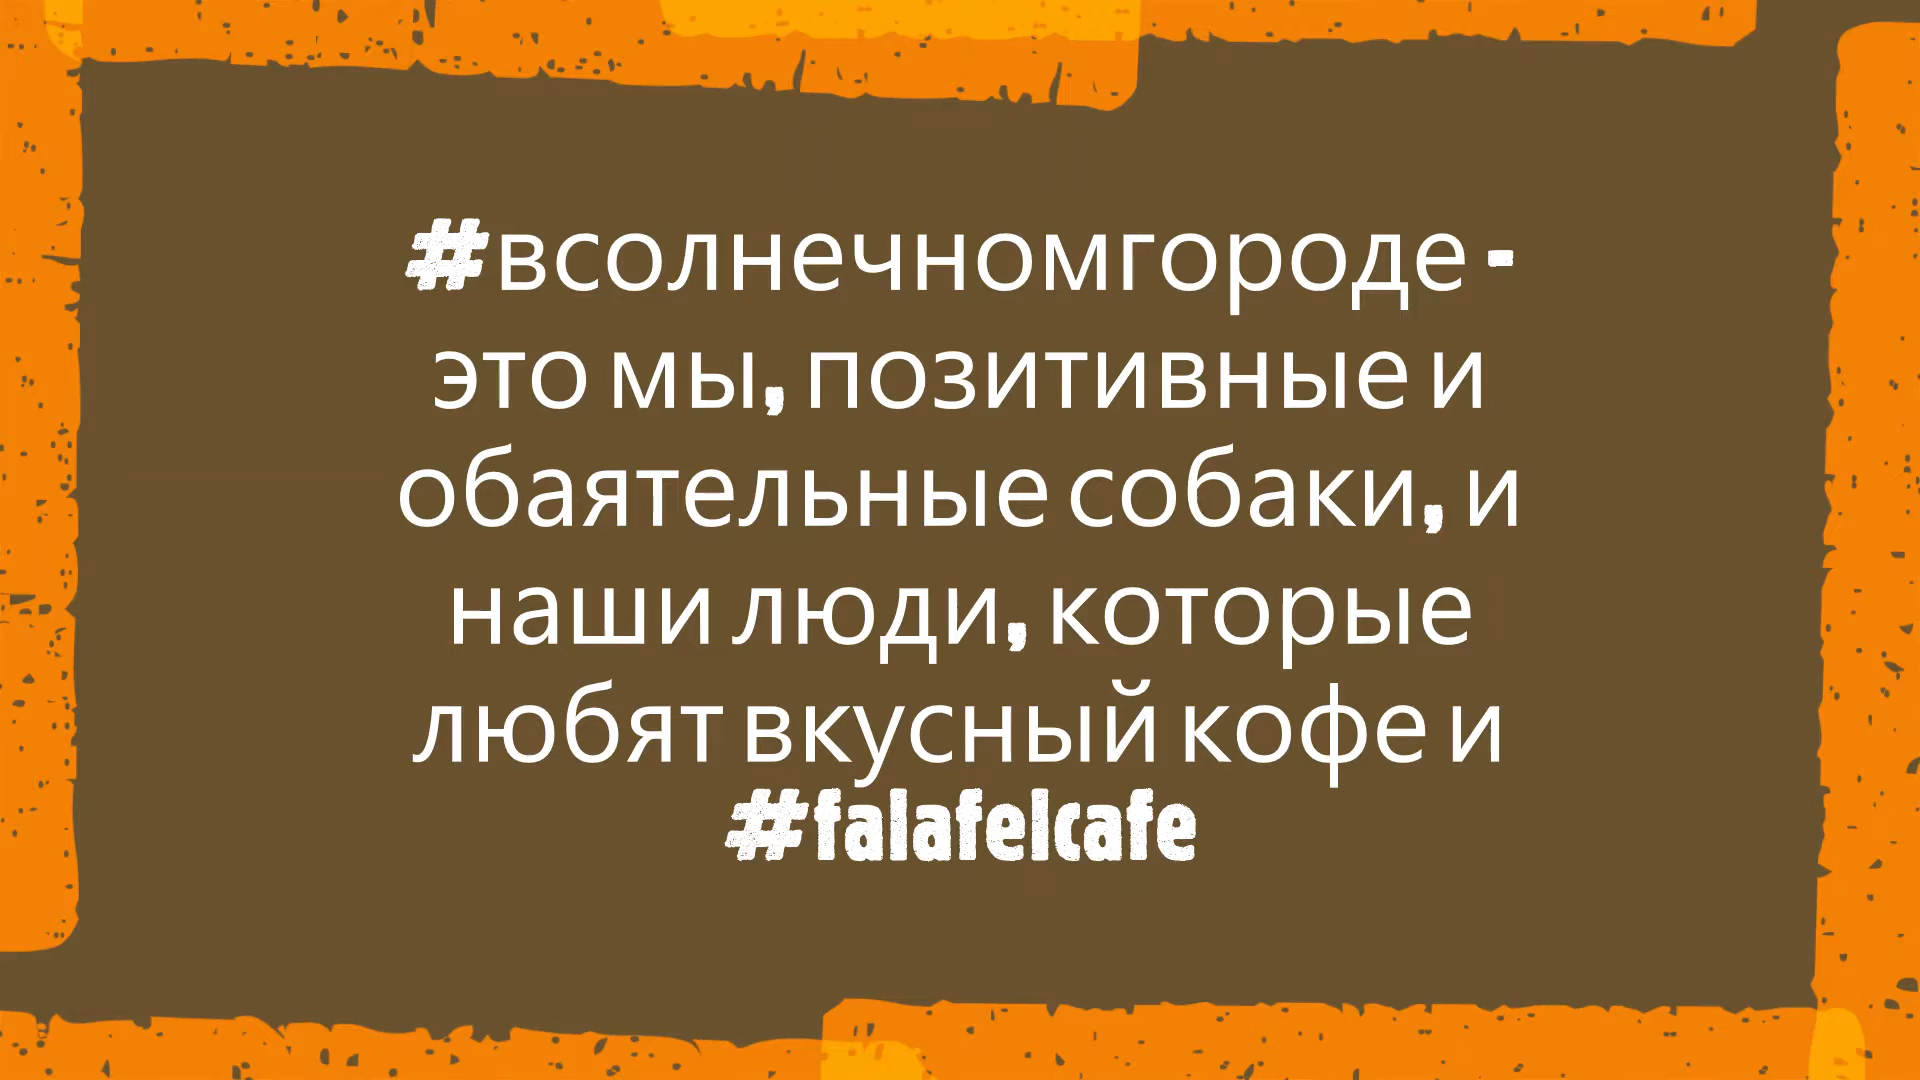 #всолнечномгороде -
это мы, позитивные и
обаятельные собаки, и
наши люди, которые
любят вкусный кофе и
#falafelcafe